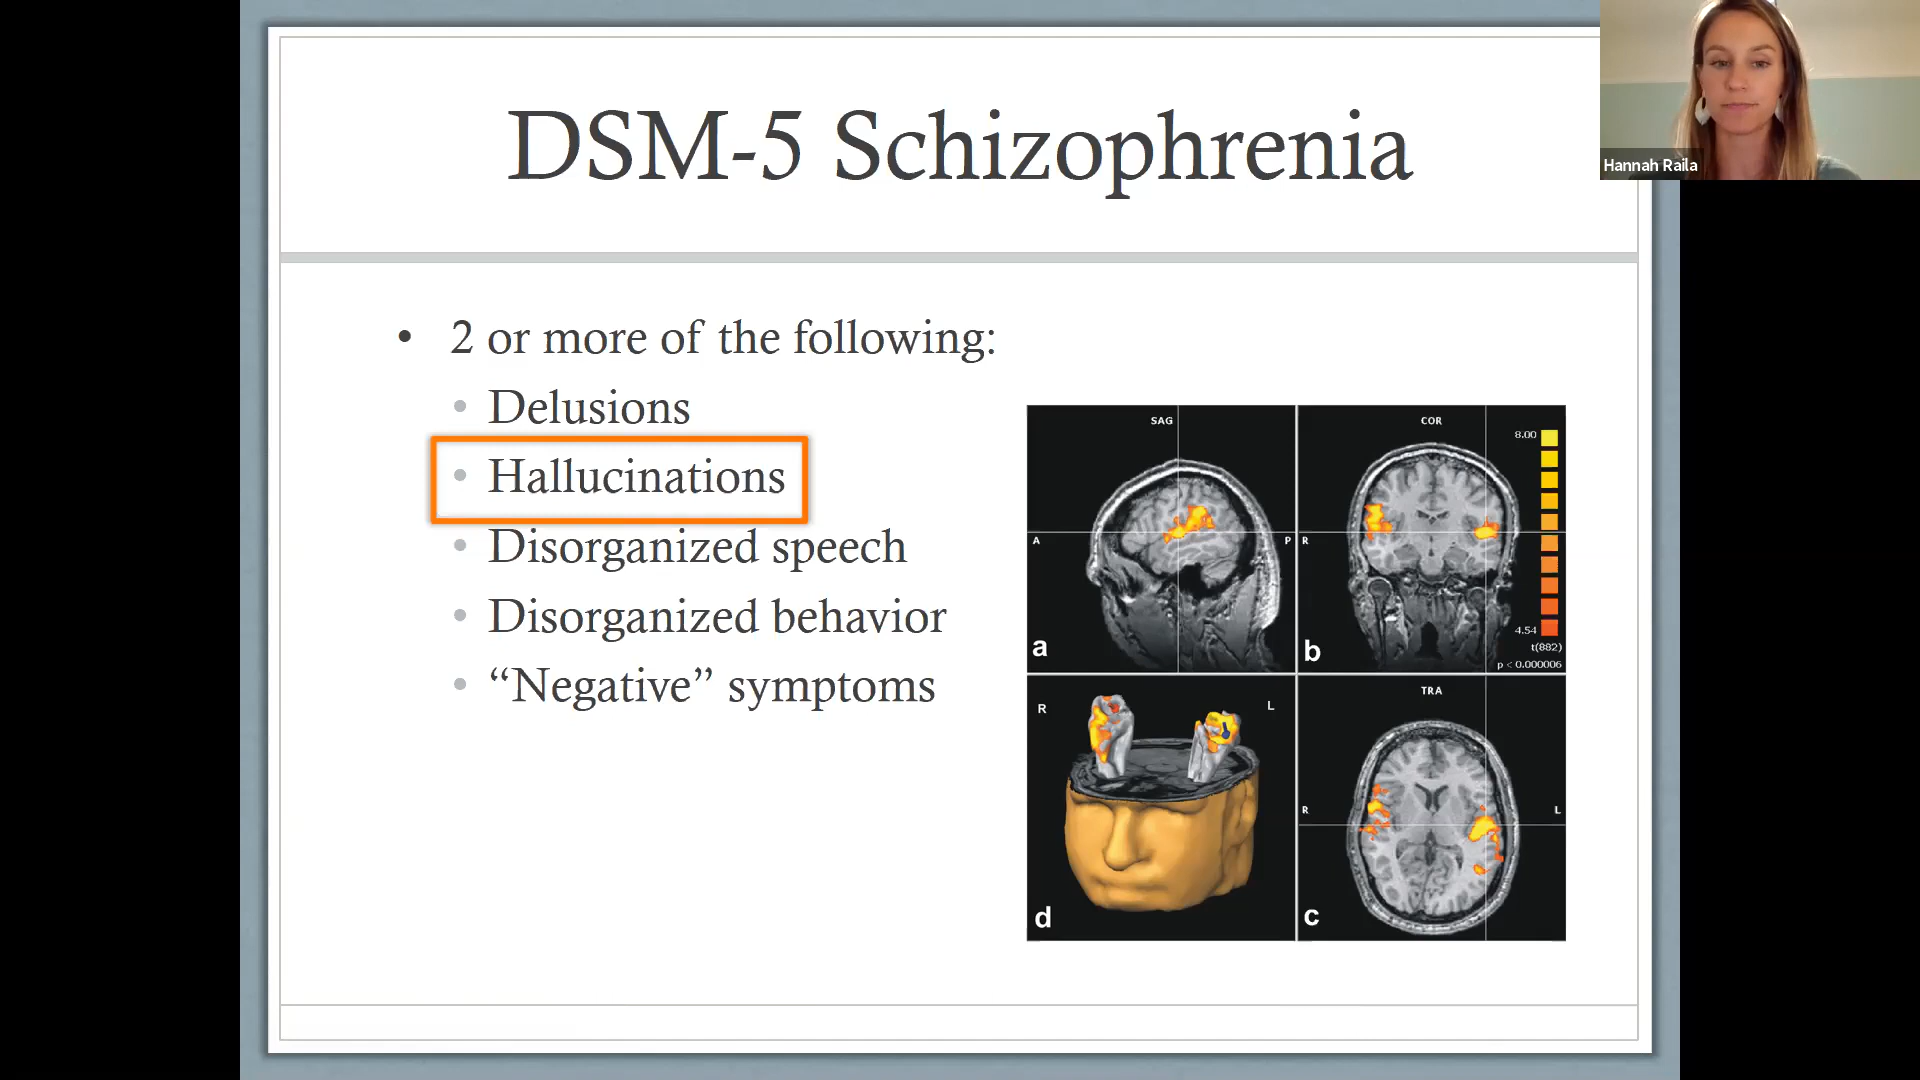 DSM-5 Schizophrenia
Hannah Raila
• 2 or more of the following:
• Delusions
• Hallucinations
• Disorganized speech
• Disorganized behavior
• “Negative” symptoms
SAG
A
P
a
COR
R
8.00
4.54
t(882)
p < 0.000006
b
R
L
d
TRA
R
L
c